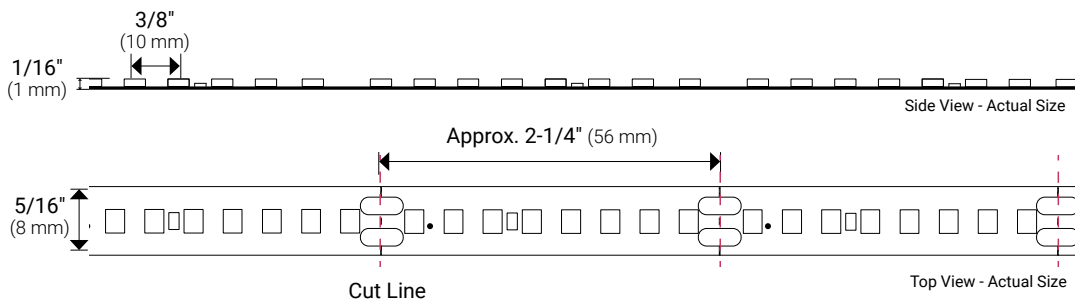 3/8"
(10 mm)
1/16"
(1 mm)
Side View - Actual Size
Approx. 2-1/4" (56 mm)
5/16"
(8 mm)
Top View - Actual Size
Cut Line